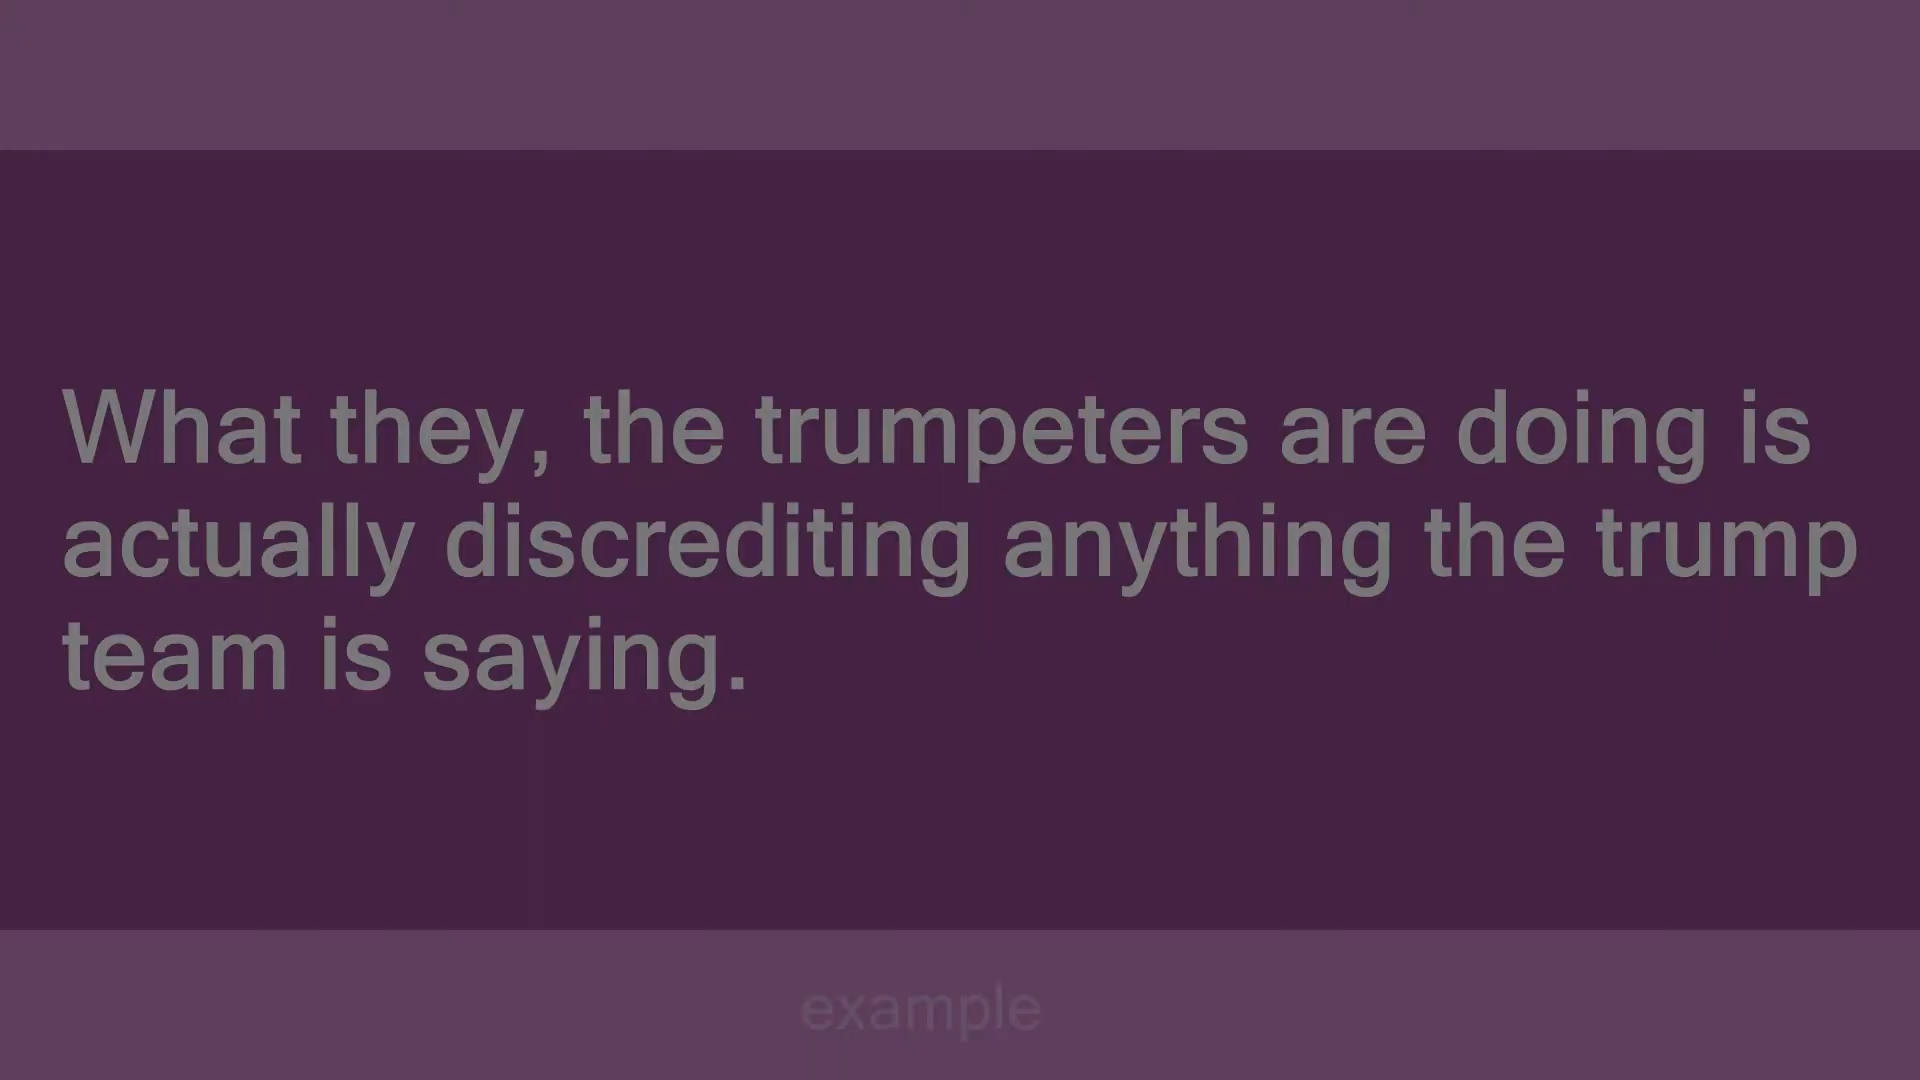 What they, the trumpeters are doing is
actually discrediting anything the trump
team is saying.
example